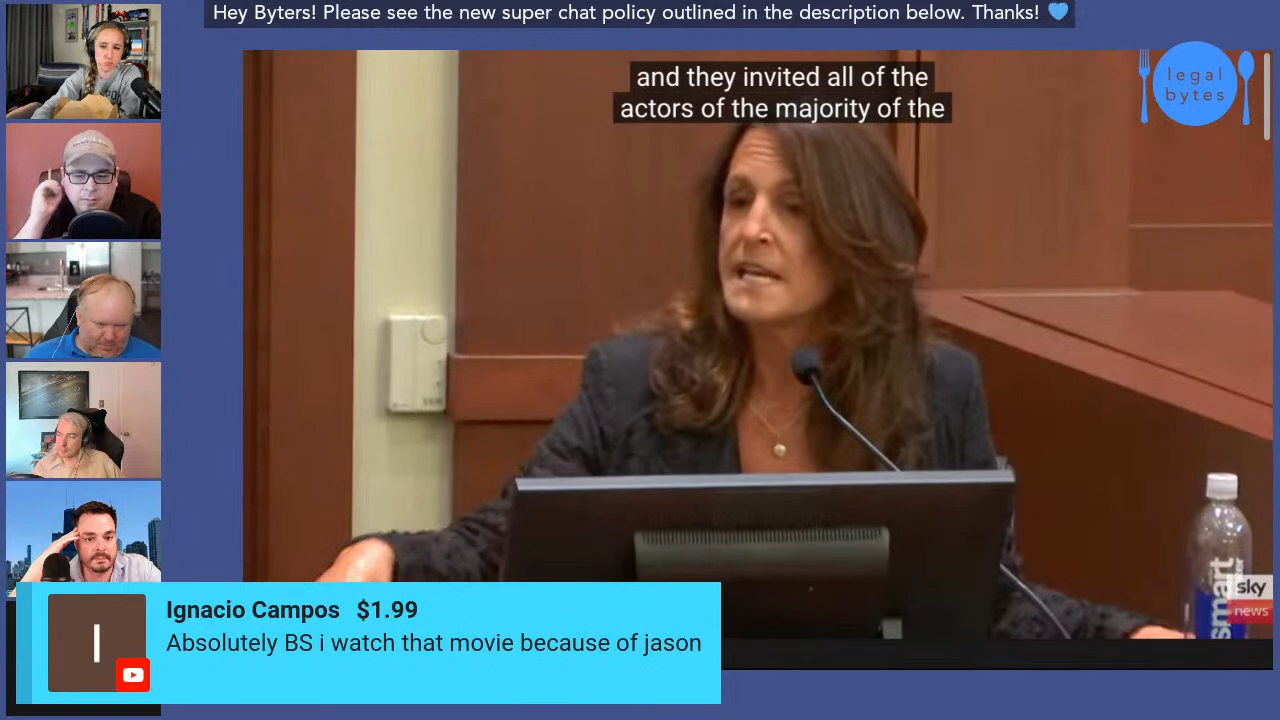 Hey Byters! Please see the new super chat policy outlined in the description below. Thanks! 💙
and they invited all of the
actors of the majority of the
legal
bytes
smart
sky
news
Ignacio Campos $1.99
I
Absolutely BS i watch that movie because of jason